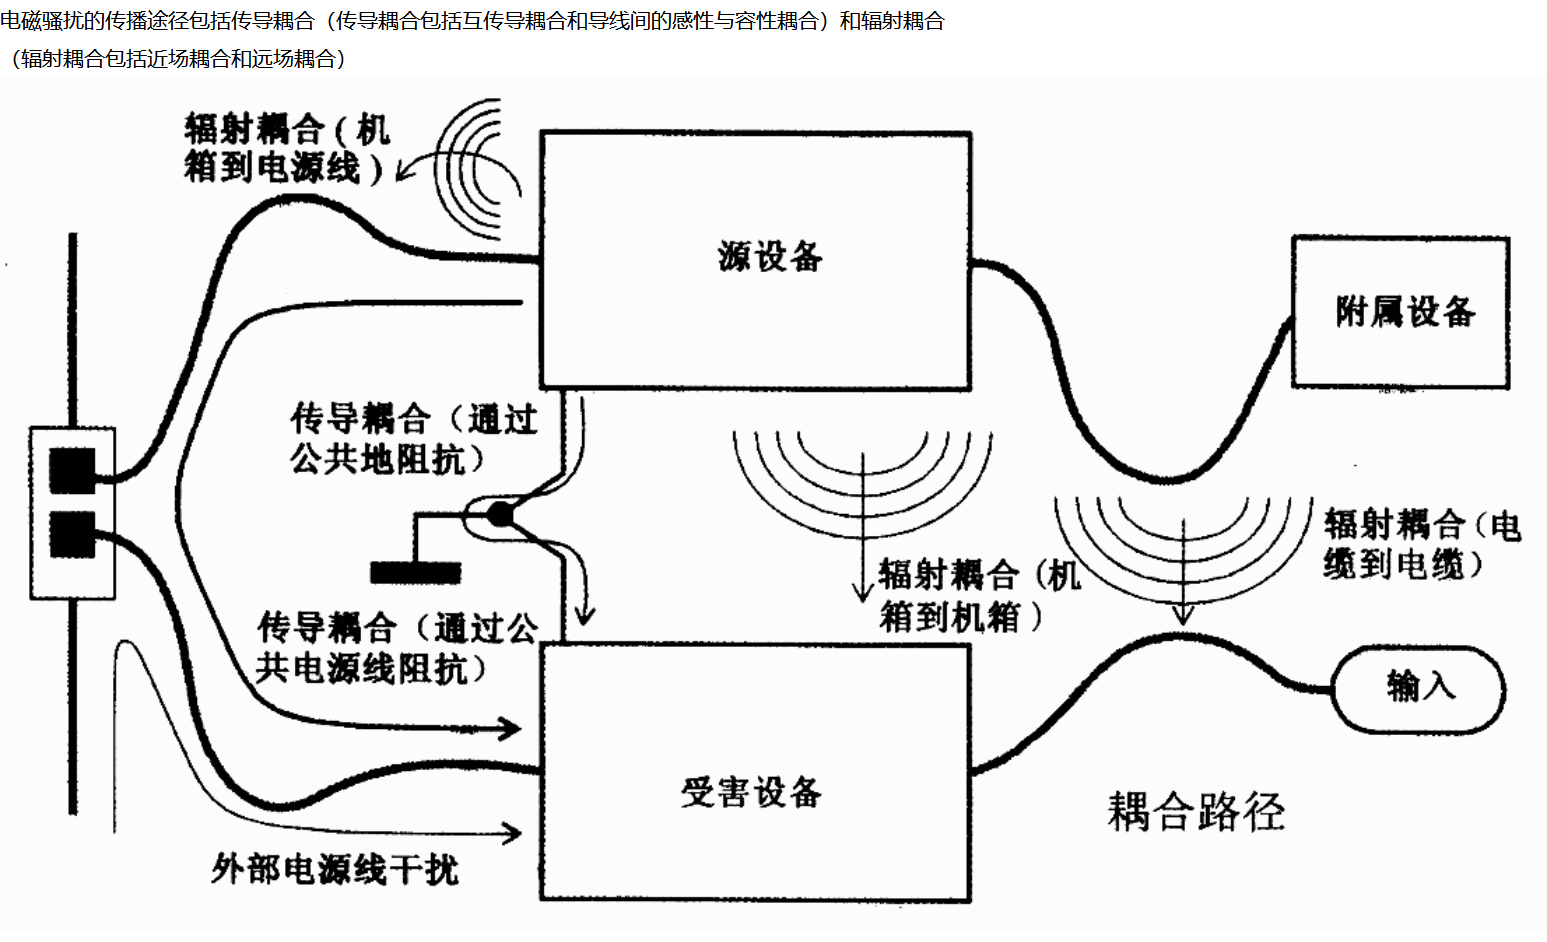 电磁骚扰的传播途径包括传导耦合（传导耦合包括互传导耦合和导线间的感性与容性耦合）和辐射耦合
（辐射耦合包括近场耦合和远场耦合）
辐射耦合(机
箱到电源线)
源设备
附属设备
传导耦合（通过
公共地阻抗）
辐射耦合(电
缆到电缆）
辐射耦合(机
箱到机箱）
传导耦合（通过公
共电源线阻抗）
输入
受害设备
耦合路径
外部电源线干扰